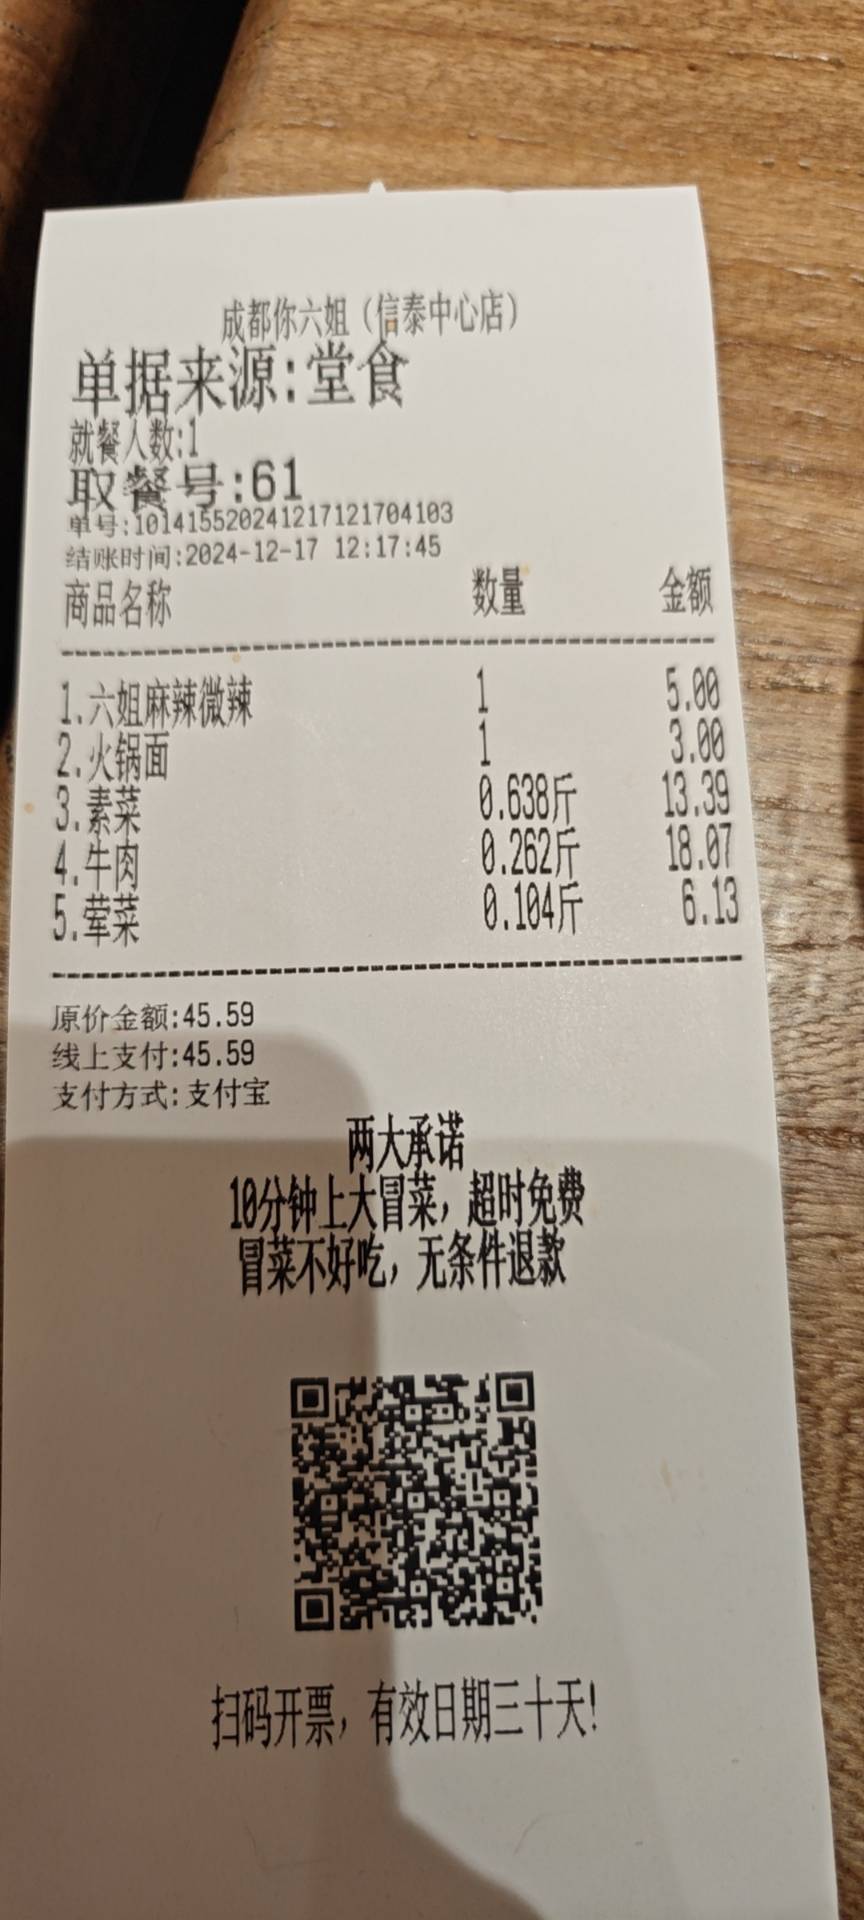 成都你六姐（信泰中心店）
单据来源:堂食
就餐人数:1
取餐号:61
单号:101415520241217121704103
结账时间:2024-12-17 12:17:45
商品名称 数量 金额
1.六姐麻辣微辣 1 5.00
2.火锅面 1 3.00
3.素菜 0.638斤 13.39
4.牛肉 0.262斤 18.07
5.荤菜 0.104斤 6.13
原价金额:45.59
线上支付:45.59
支付方式:支付宝
两大承诺
10分钟上大冒菜，超时免费
冒菜不好吃，无条件退款
扫码开票，有效日期三十天!